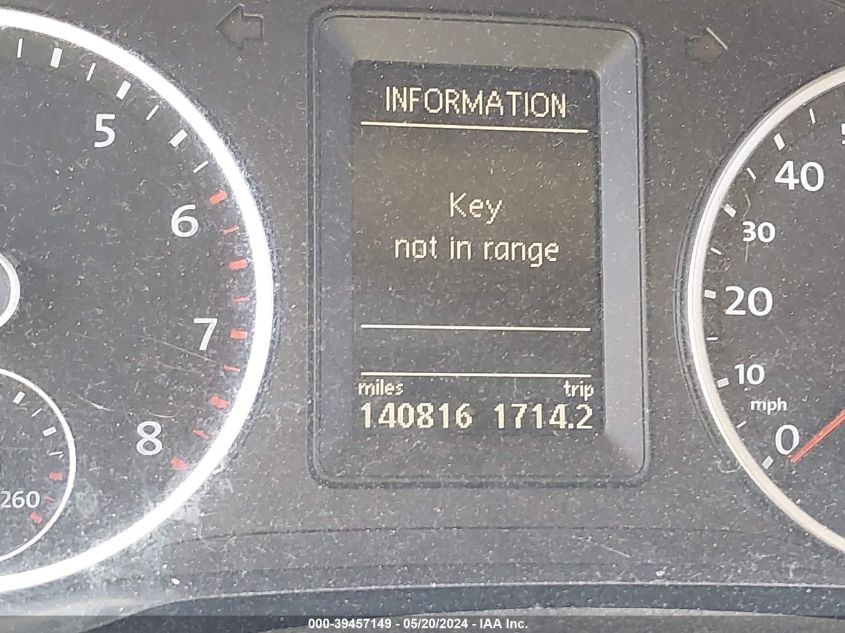 INFORMATION
Key
not in range
miles trip
140816 1714.2
5
6
7
8
260
40
30
20
10
mph
0
000-39457149 — 05/20/2024 — IAA Inc.